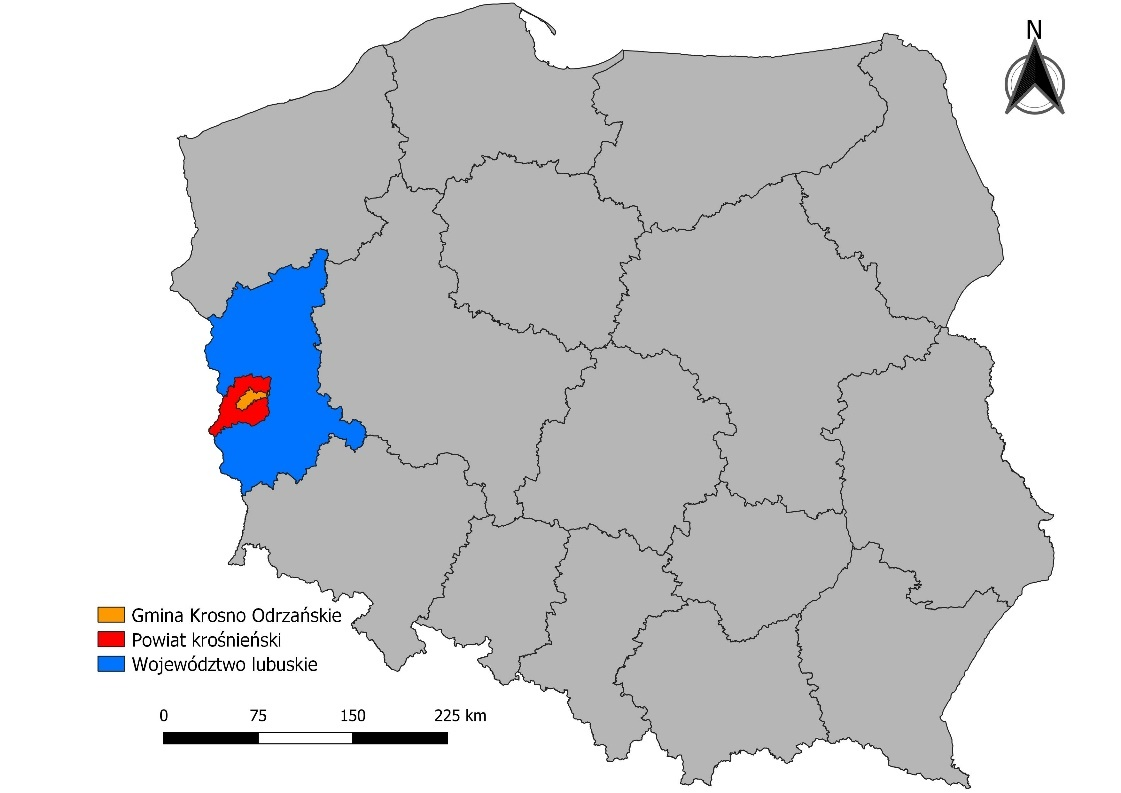 N
Gmina Krosno Odrzańskie
Powiat krośnieński
Województwo lubuskie
0 75 150 225 km